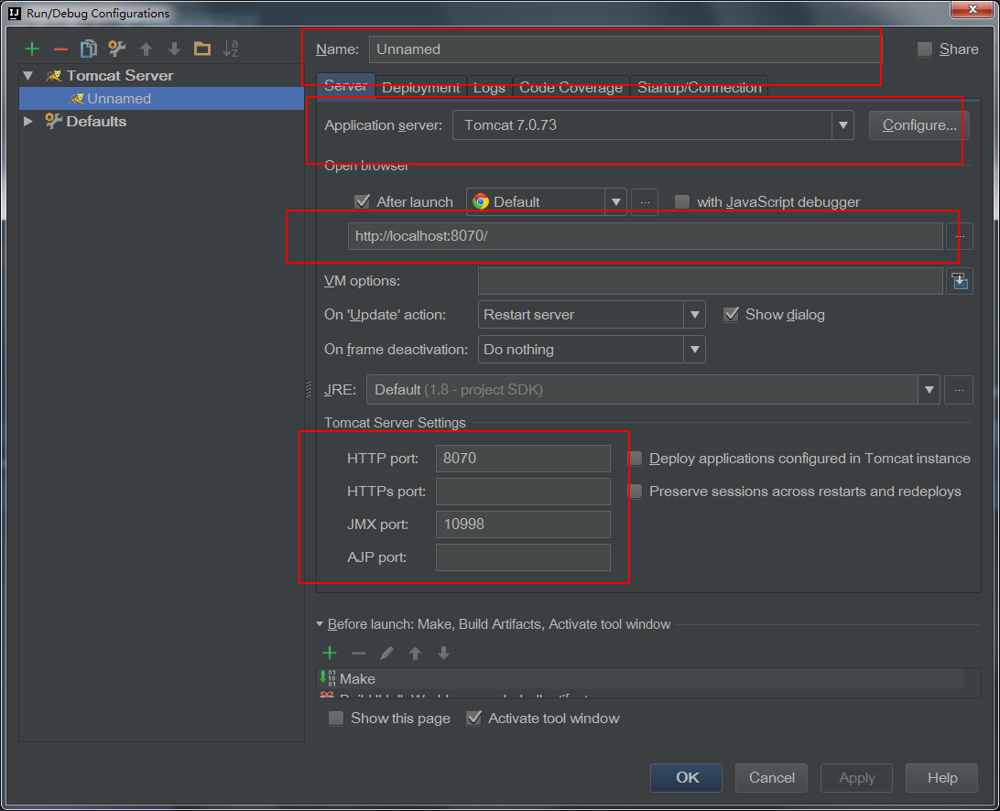 Run/Debug Configurations
Name: Unnamed
Share
Tomcat Server
Unnamed
Defaults
Server Deployment Logs Code Coverage Startup/Connection
Application server: Tomcat 7.0.73 Configure...
Open browser
After launch Default ... with JavaScript debugger
http://localhost:8070/ ...
VM options:
On 'Update' action: Restart server Show dialog
On frame deactivation: Do nothing
JRE: Default (1.8 - project SDK) ...
Tomcat Server Settings
HTTP port: 8070 Deploy applications configured in Tomcat instance
HTTPs port: Preserve sessions across restarts and redeploys
JMX port: 10998
AJP port:
Before launch: Make, Build Artifacts, Activate tool window
Make
Show this page Activate tool window
OK Cancel Apply Help